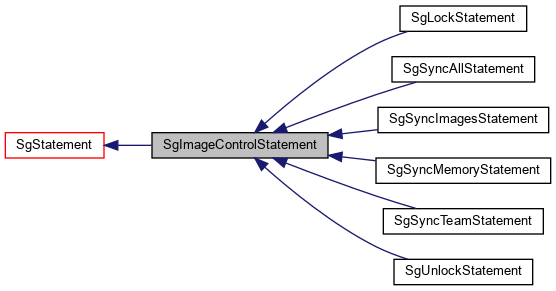 SgLockStatement
SgSyncAllStatement
SgSyncImagesStatement
SgStatement
SgImageControlStatement
SgSyncMemoryStatement
SgSyncTeamStatement
SgUnlockStatement